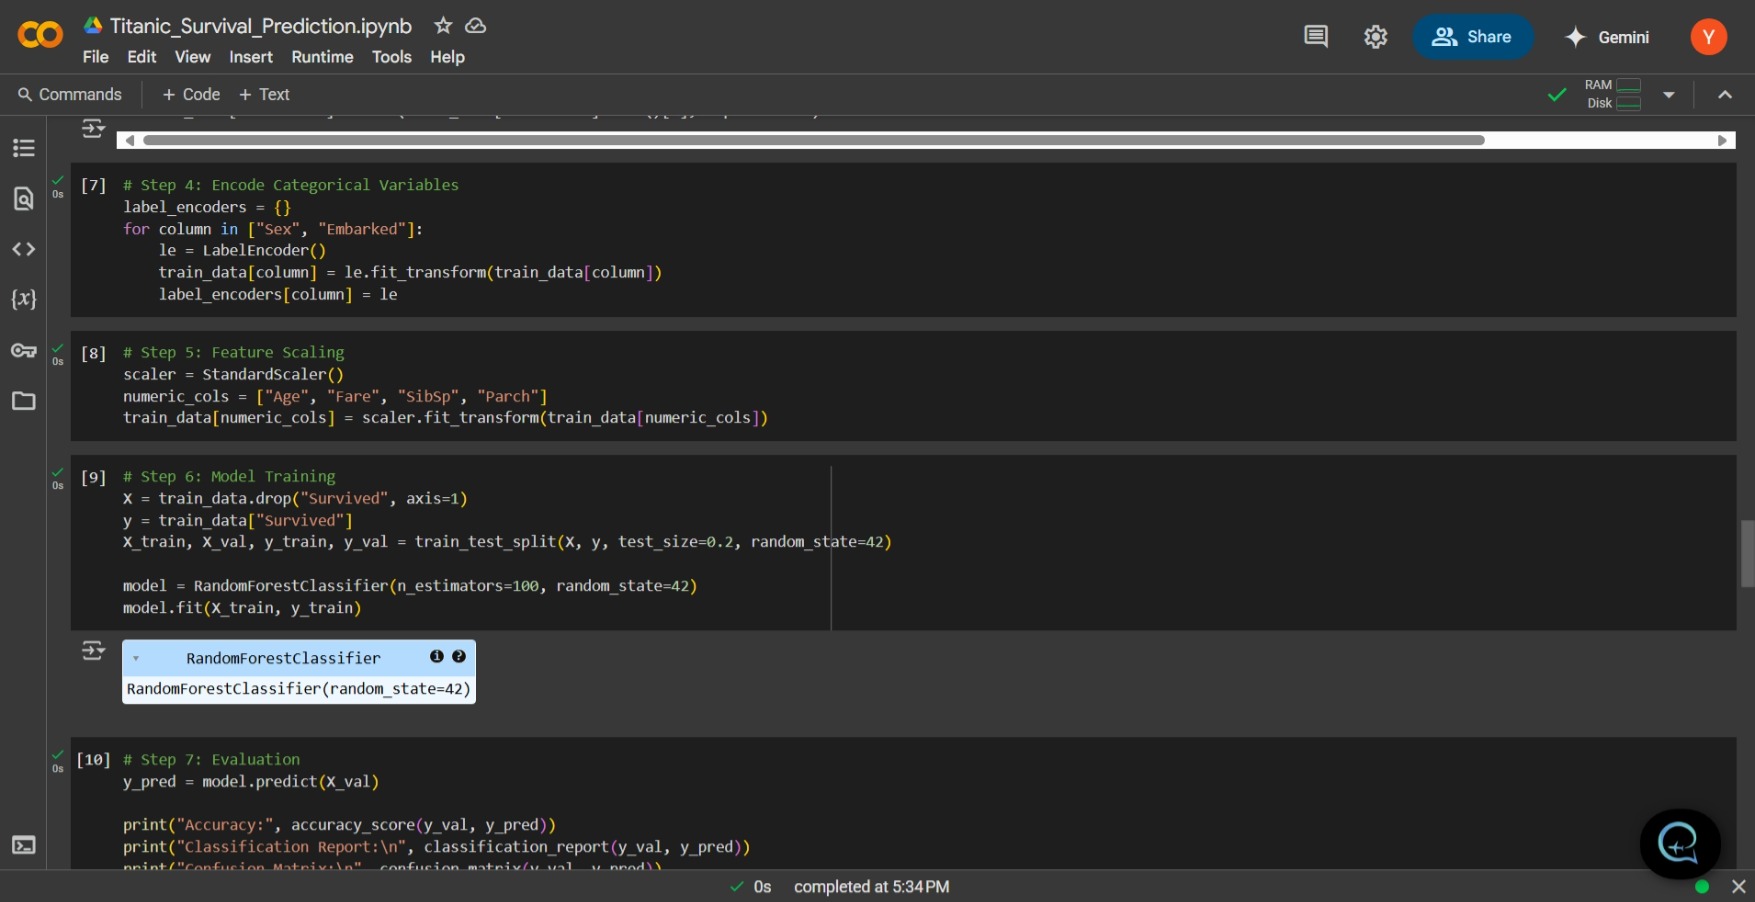 Titanic_Survival_Prediction.ipynb
File Edit View Insert Runtime Tools Help
Share
Gemini
Y
Commands + Code + Text
RAM
Disk
0s
[7] # Step 4: Encode Categorical Variables
label_encoders = {}
for column in ["Sex", "Embarked"]:
    le = LabelEncoder()
    train_data[column] = le.fit_transform(train_data[column])
    label_encoders[column] = le
0s
[8] # Step 5: Feature Scaling
scaler = StandardScaler()
numeric_cols = ["Age", "Fare", "SibSp", "Parch"]
train_data[numeric_cols] = scaler.fit_transform(train_data[numeric_cols])
0s
[9] # Step 6: Model Training
X = train_data.drop("Survived", axis=1)
y = train_data["Survived"]
X_train, X_val, y_train, y_val = train_test_split(X, y, test_size=0.2, random_state=42)
model = RandomForestClassifier(n_estimators=100, random_state=42)
model.fit(X_train, y_train)
RandomForestClassifier
RandomForestClassifier(random_state=42)
0s
[10] # Step 7: Evaluation
y_pred = model.predict(X_val)
print("Accuracy:", accuracy_score(y_val, y_pred))
print("Classification Report:\n", classification_report(y_val, y_pred))
print("Confusion Matrix:\n", confusion_matrix(y_val, y_pred))
0s completed at 5:34 PM